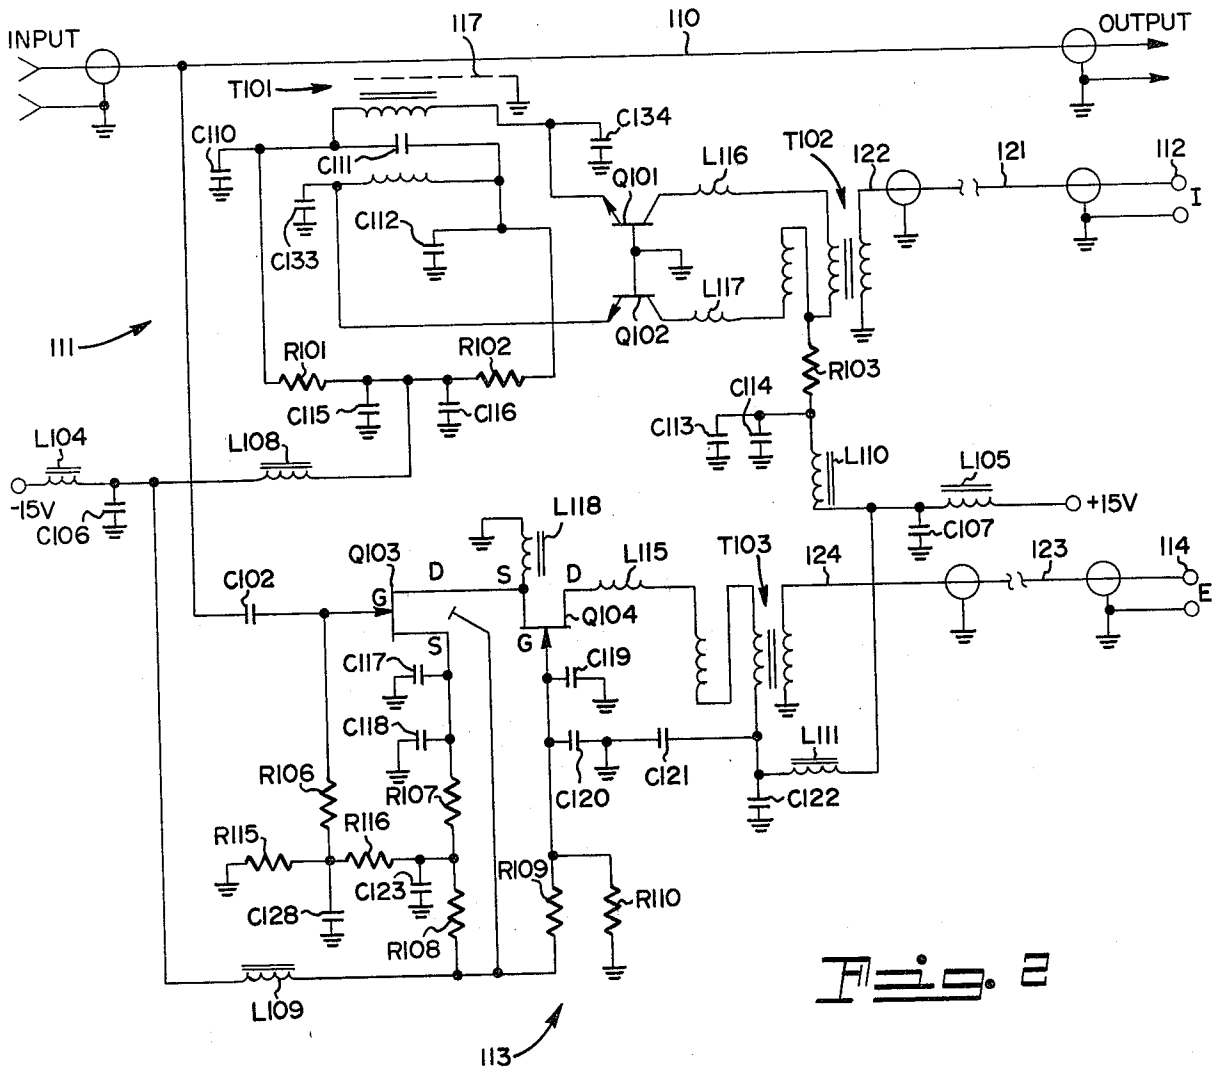 117
110
INPUT
OUTPUT
T101
C110
C111
C134
T102
L116
122
121
112
Q101
I
C133
C112
L117
Q102
111
R101
R102
R103
C115
C116
C114
C113
L104
L108
L110
L105
-15V
C106
+15V
C107
L118
Q103
D
S
D
L115
T103
124
123
114
C102
G
Q104
E
S
G
C117
C119
C118
L111
C120
C121
C122
R106
R107
R115
R116
R109
C123
R110
C128
R108
L109
113
Fig. 2